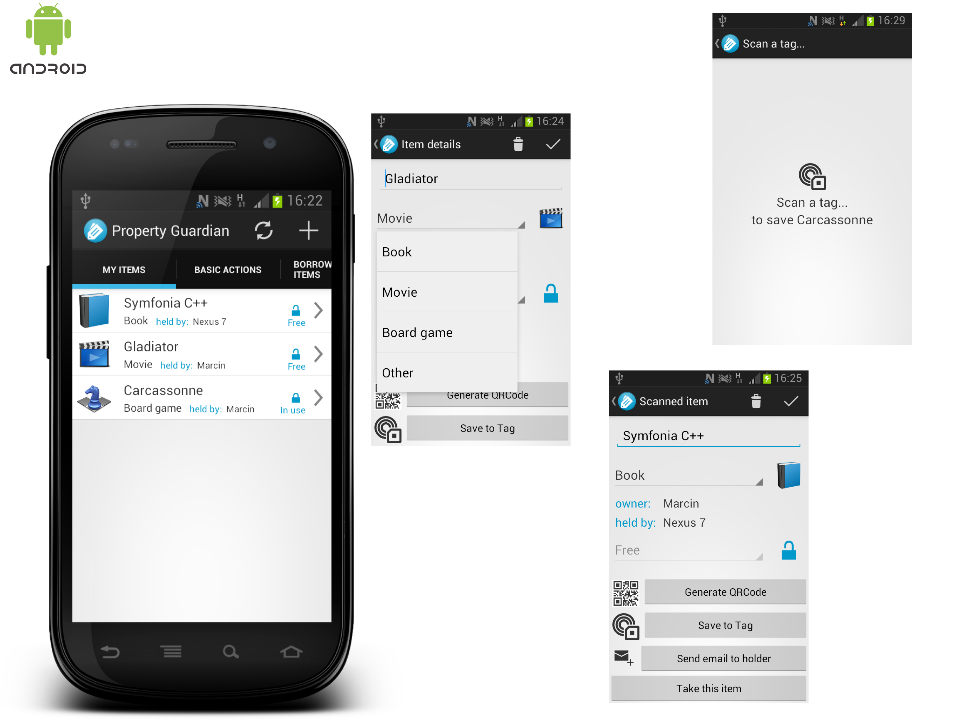 ANDROID
16:22
Property Guardian
MY ITEMS
BASIC ACTIONS
BORROW
ITEMS
Symfonia C++
Book held by: Nexus 7
Free
Gladiator
Movie held by: Marcin
Free
Carcassonne
Board game held by: Marcin
In use
H
16:24
Item details
Gladiator
Movie
Book
Movie
Board game
Other
Generate QRCode
Save to Tag
H
16:29
Scan a tag...
Scan a tag...
to save Carcassonne
H
16:25
Scanned item
Symfonia C++
Book
owner: Marcin
held by: Nexus 7
Free
Generate QRCode
Save to Tag
Send email to holder
Take this item